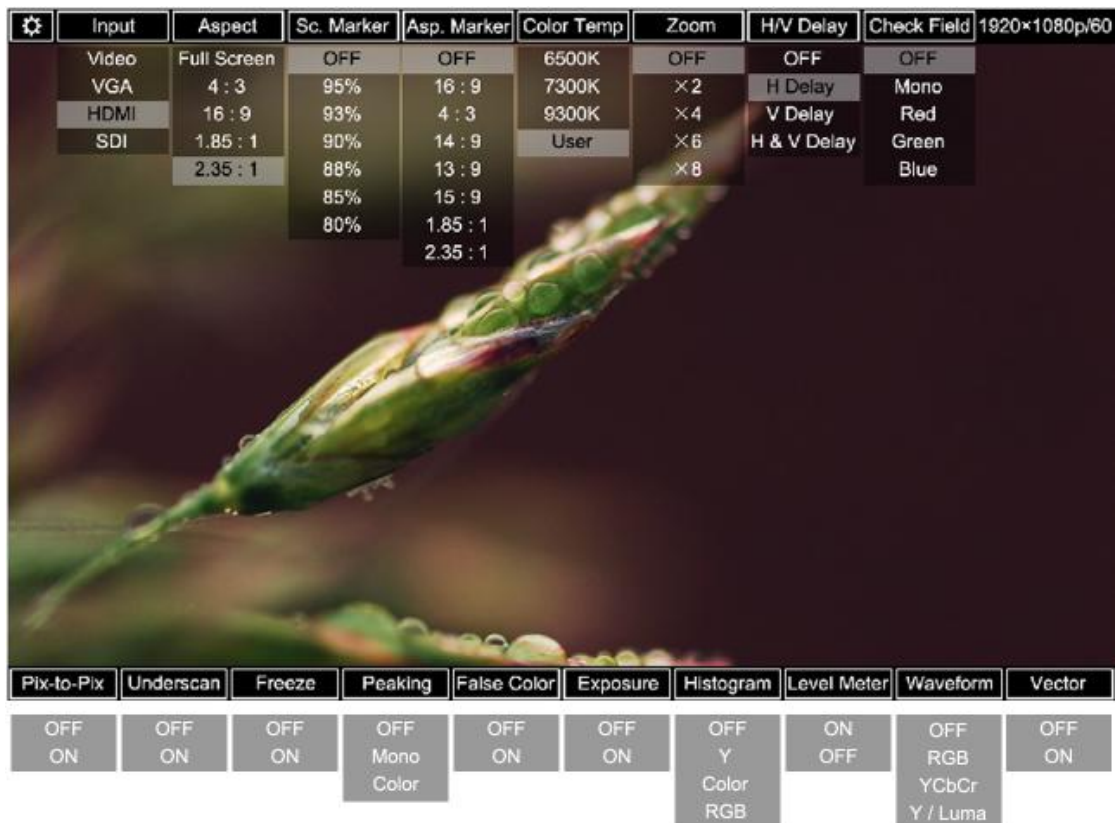 Input Aspect Sc. Marker Asp. Marker Color Temp Zoom H/V Delay Check Field 1920×1080p/60
Video Full Screen OFF OFF 6500K OFF OFF OFF
VGA 4 : 3 95% 16 : 9 7300K ×2 H Delay Mono
HDMI 16 : 9 93% 4 : 3 9300K ×4 V Delay Red
SDI 1.85 : 1 90% 14 : 9 User ×6 H & V Delay Green
2.35 : 1 88% 13 : 9 ×8 Blue
85% 15 : 9
80% 1.85 : 1
2.35 : 1
Pix-to-Pix Underscan Freeze Peaking False Color Exposure Histogram Level Meter Waveform Vector
OFF OFF OFF OFF OFF OFF OFF ON OFF OFF
ON ON ON Mono ON ON Y OFF RGB ON
Color Color YCbCr
RGB Y / Luma